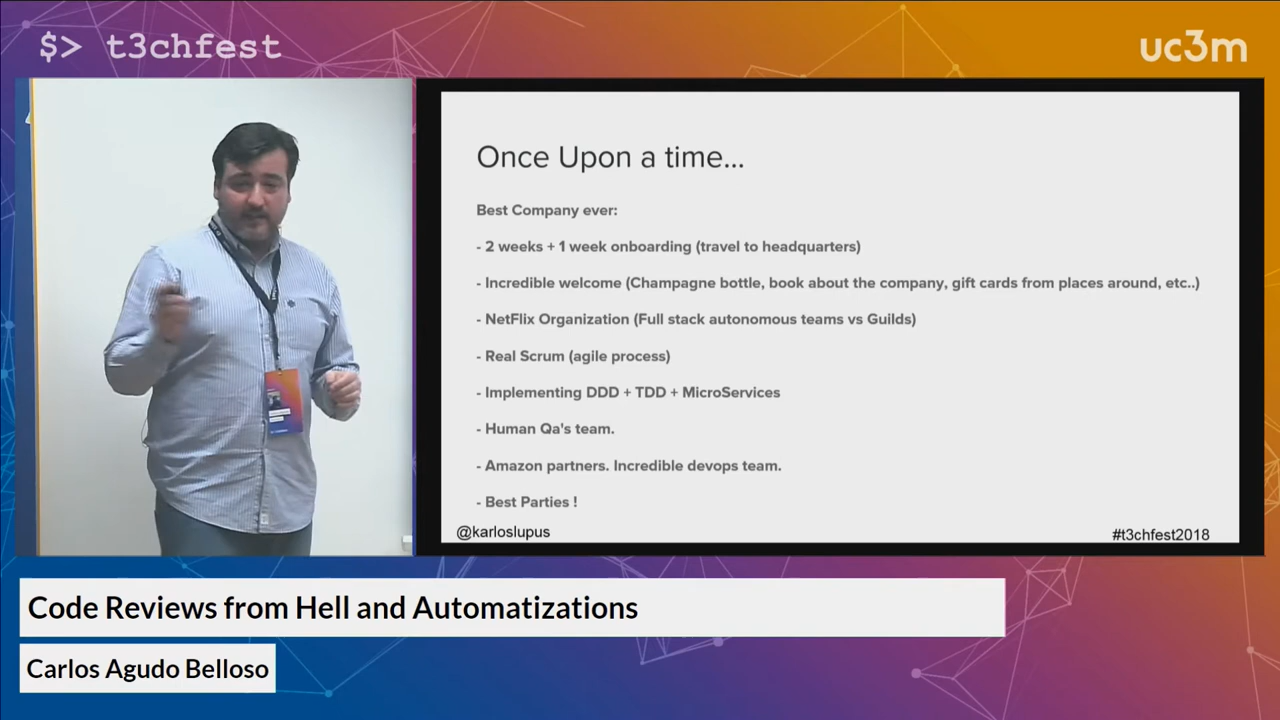 $> t3chfest
uc3m
Once Upon a time...
Best Company ever:
- 2 weeks + 1 week onboarding (travel to headquarters)
- Incredible welcome (Champagne bottle, book about the company, gift cards from places around, etc..)
- NetFlix Organization (Full stack autonomous teams vs Guilds)
- Real Scrum (agile process)
- Implementing DDD + TDD + MicroServices
- Human Qa's team.
- Amazon partners. Incredible devops team.
- Best Parties !
@karloslupus
#t3chfest2018
Code Reviews from Hell and Automatizations
Carlos Agudo Belloso